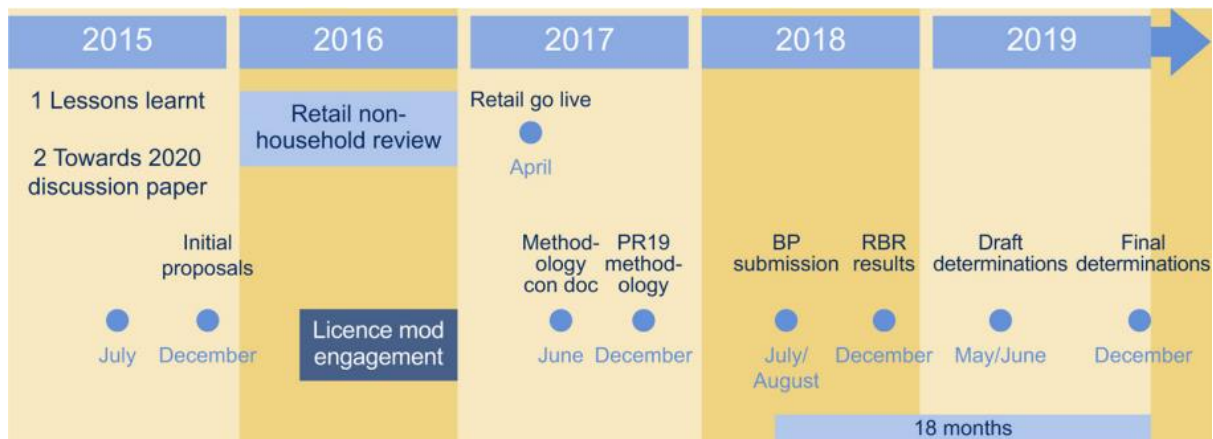 2015
2016
2017
2018
2019
1 Lessons learnt
2 Towards 2020
discussion paper
Retail non-
household review
Retail go live
April
Initial
proposals
July
December
Licence mod
engagement
Method-
ology
con doc
June
PR19
method-
ology
December
BP
submission
July/
August
RBR
results
December
Draft
determinations
May/June
Final
determinations
December
18 months